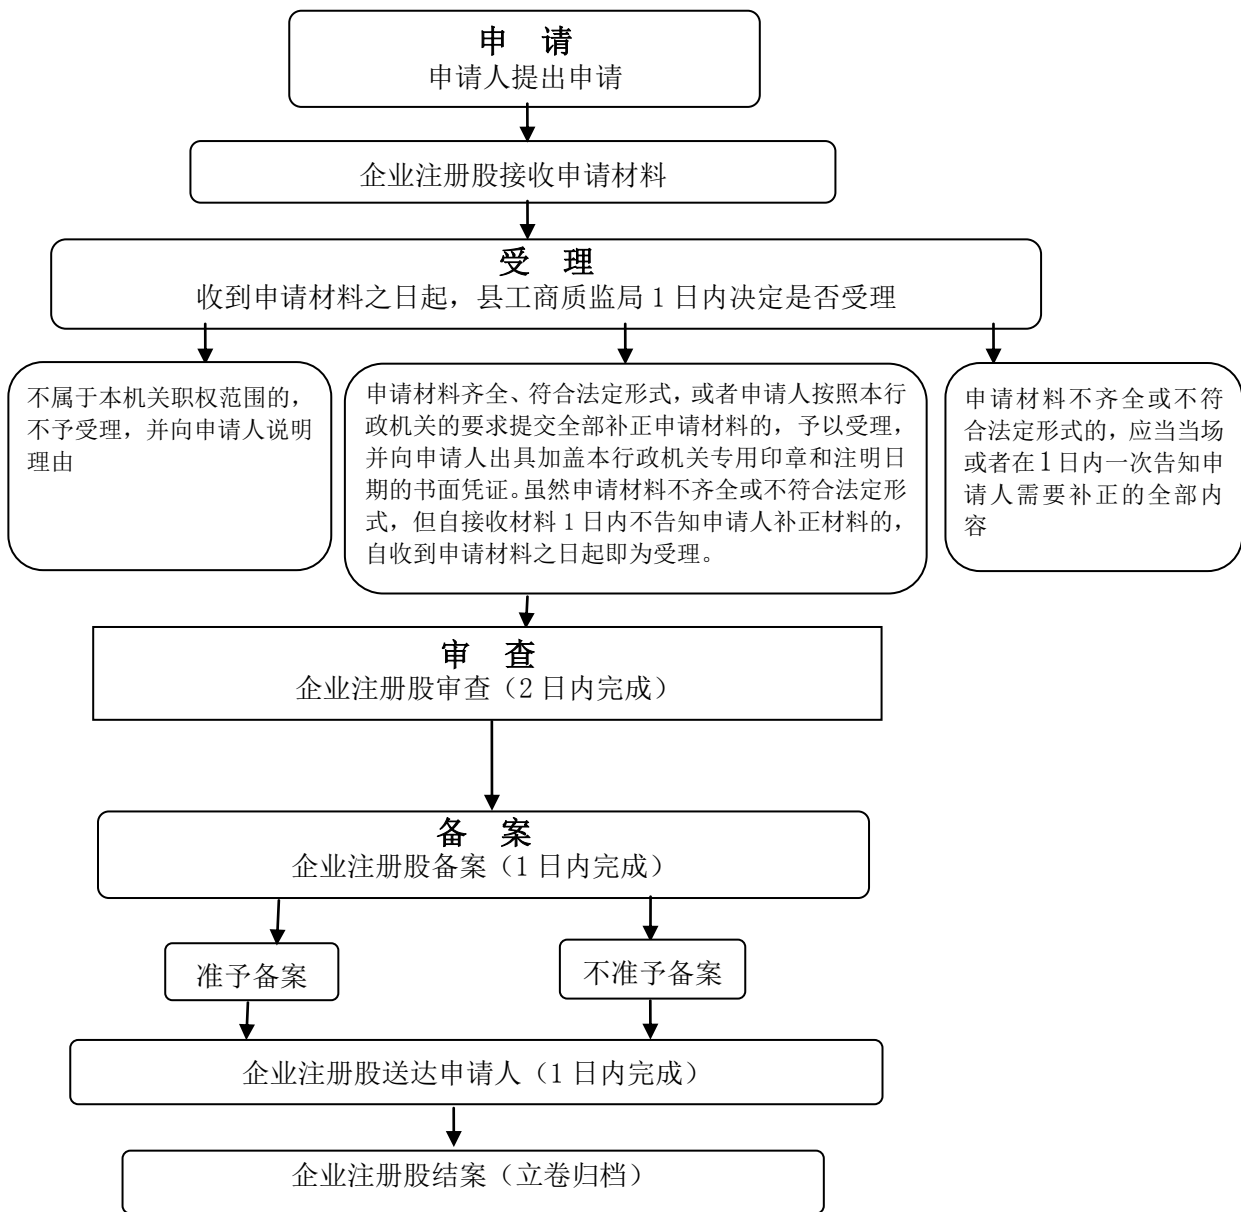 申 请
申请人提出申请
企业注册股接收申请材料
受 理
收到申请材料之日起，县工商质监局 1 日内决定是否受理
不属于本机关职权范围的，
不予受理，并向申请人说明
理由
申请材料齐全、符合法定形式，或者申请人按照本行
政机关的要求提交全部补正申请材料的，予以受理，
并向申请人出具加盖本行政机关专用印章和注明日
期的书面凭证。虽然申请材料不齐全或不符合法定形
式，但自接收材料 1 日内不告知申请人补正材料的，
自收到申请材料之日起即为受理。
申请材料不齐全或不符
合法定形式的，应当当场
或者在 1 日内一次告知申
请人需要补正的全部内
容
审 查
企业注册股审查（2 日内完成）
备 案
企业注册股备案（1 日内完成）
准予备案
不准予备案
企业注册股送达申请人（1 日内完成）
企业注册股结案（立卷归档）